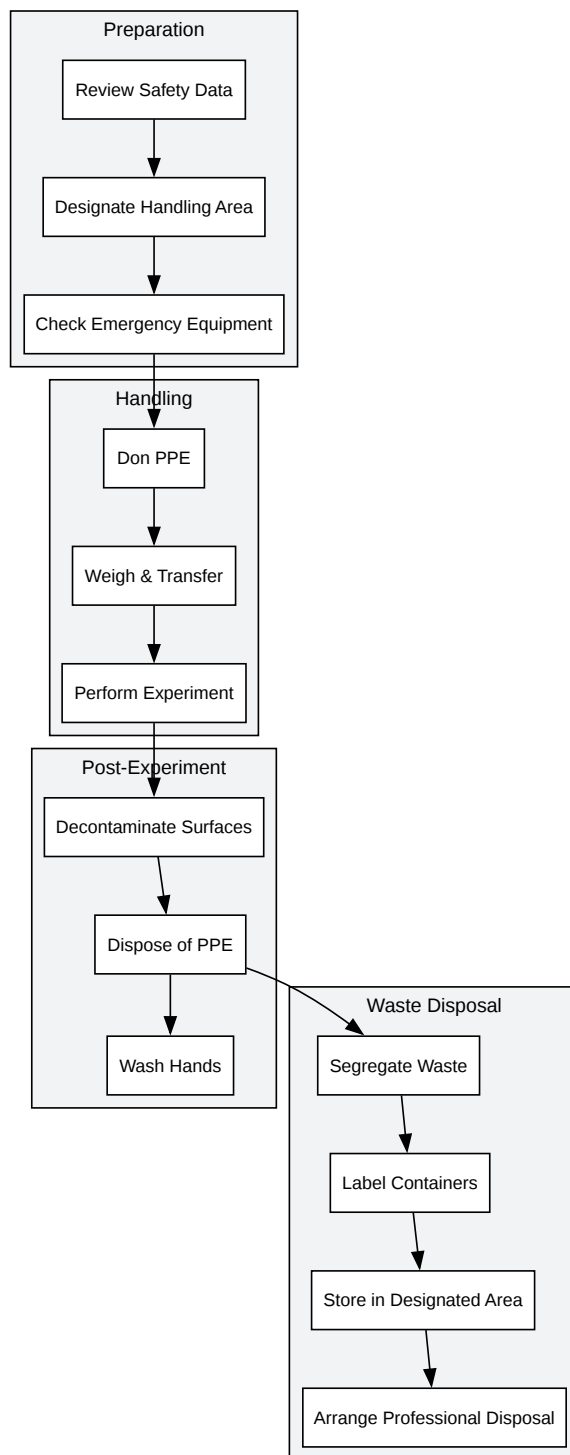 Preparation
Review Safety Data
Designate Handling Area
Check Emergency Equipment
Handling
Don PPE
Weigh & Transfer
Perform Experiment
Post-Experiment
Decontaminate Surfaces
Dispose of PPE
Wash Hands
Waste Disposal
Segregate Waste
Label Containers
Store in Designated Area
Arrange Professional Disposal